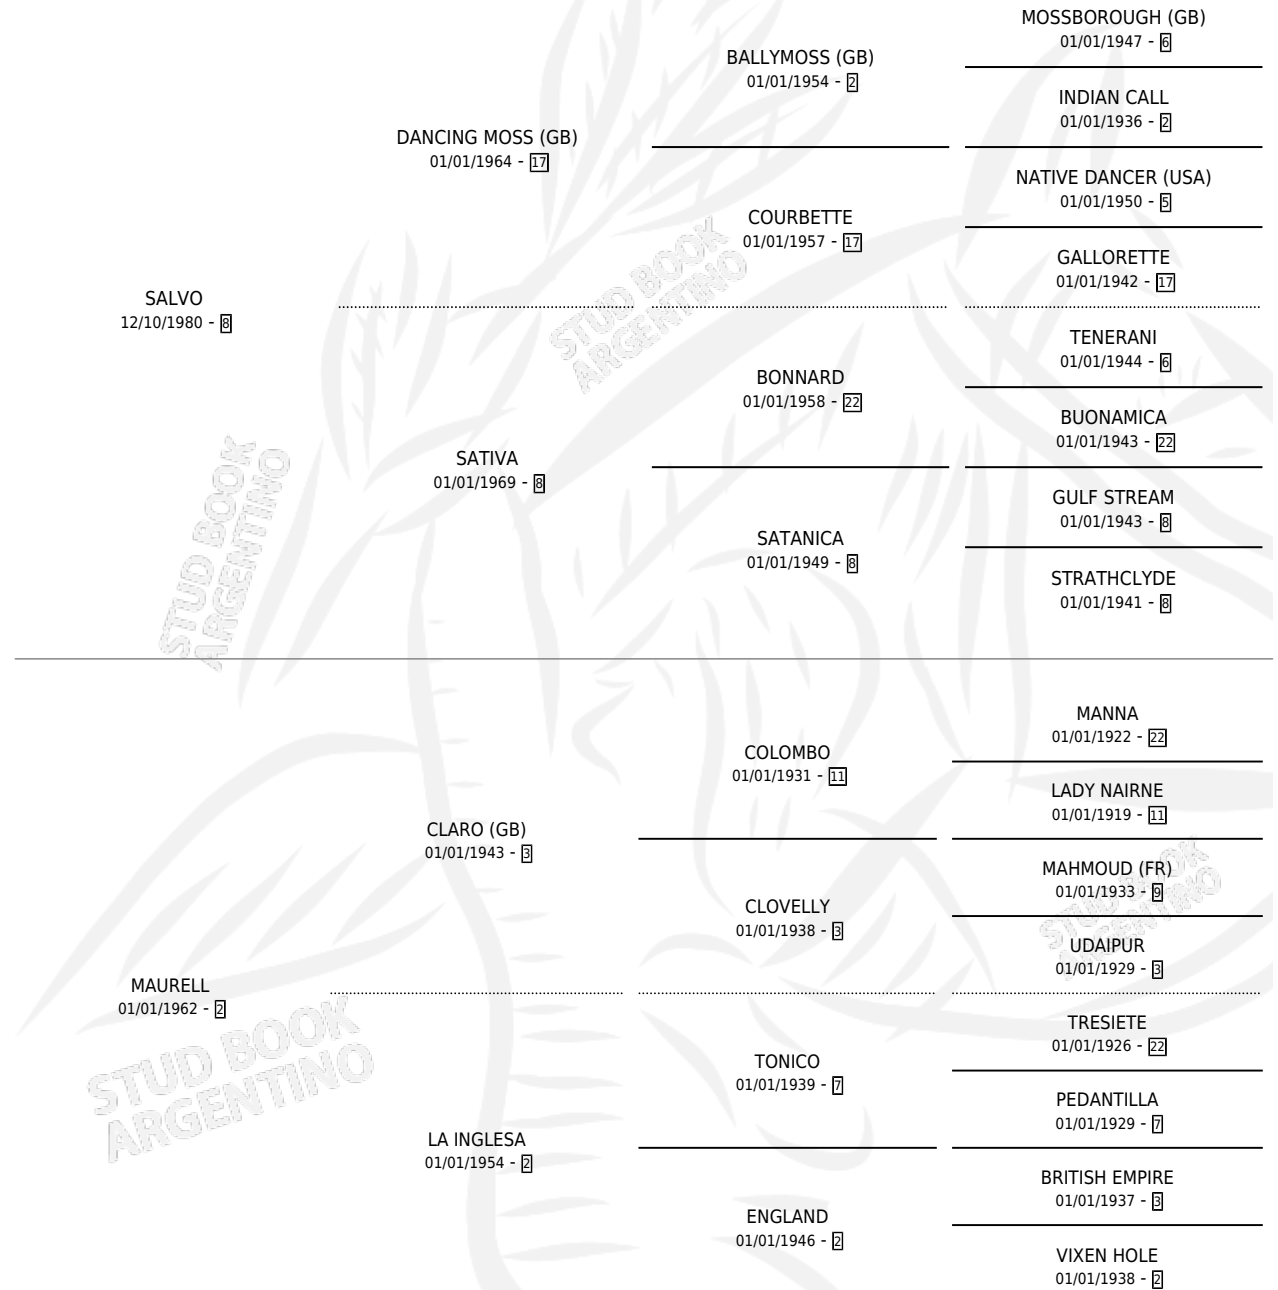 MOSSBOROUGH (GB)
01/01/1947 - 6
BALLYMOSS (GB)
01/01/1954 - 2
INDIAN CALL
01/01/1936 - 2
DANCING MOSS (GB)
01/01/1964 - 17
NATIVE DANCER (USA)
01/01/1950 - 5
COURBETTE
01/01/1957 - 17
GALLORETTE
01/01/1942 - 17
SALVO
12/10/1980 - 8
TENERANI
01/01/1944 - 6
BONNARD
01/01/1958 - 22
BUONAMICA
01/01/1943 - 22
SATIVA
01/01/1969 - 8
GULF STREAM
01/01/1943 - 8
SATANICA
01/01/1949 - 8
STRATHCLYDE
01/01/1941 - 8
STUD BOOK
ARGENTINO
STUD BOOK
ARGENTINO
MANNA
01/01/1922 - 22
COLOMBO
01/01/1931 - 11
LADY NAIRNE
01/01/1919 - 11
CLARO (GB)
01/01/1943 - 3
MAHMOUD (FR)
01/01/1933 - 9
CLOVELLY
01/01/1938 - 3
UDAIPUR
01/01/1929 - 3
MAURELL
01/01/1962 - 2
TRESIETE
01/01/1926 - 22
TONICO
01/01/1939 - 7
PEDANTILLA
01/01/1929 - 7
LA INGLESA
01/01/1954 - 2
BRITISH EMPIRE
01/01/1937 - 3
ENGLAND
01/01/1946 - 2
VIXEN HOLE
01/01/1938 - 2
STUD BOOK
ARGENTINO
STUD BOOK
ARGENTINO